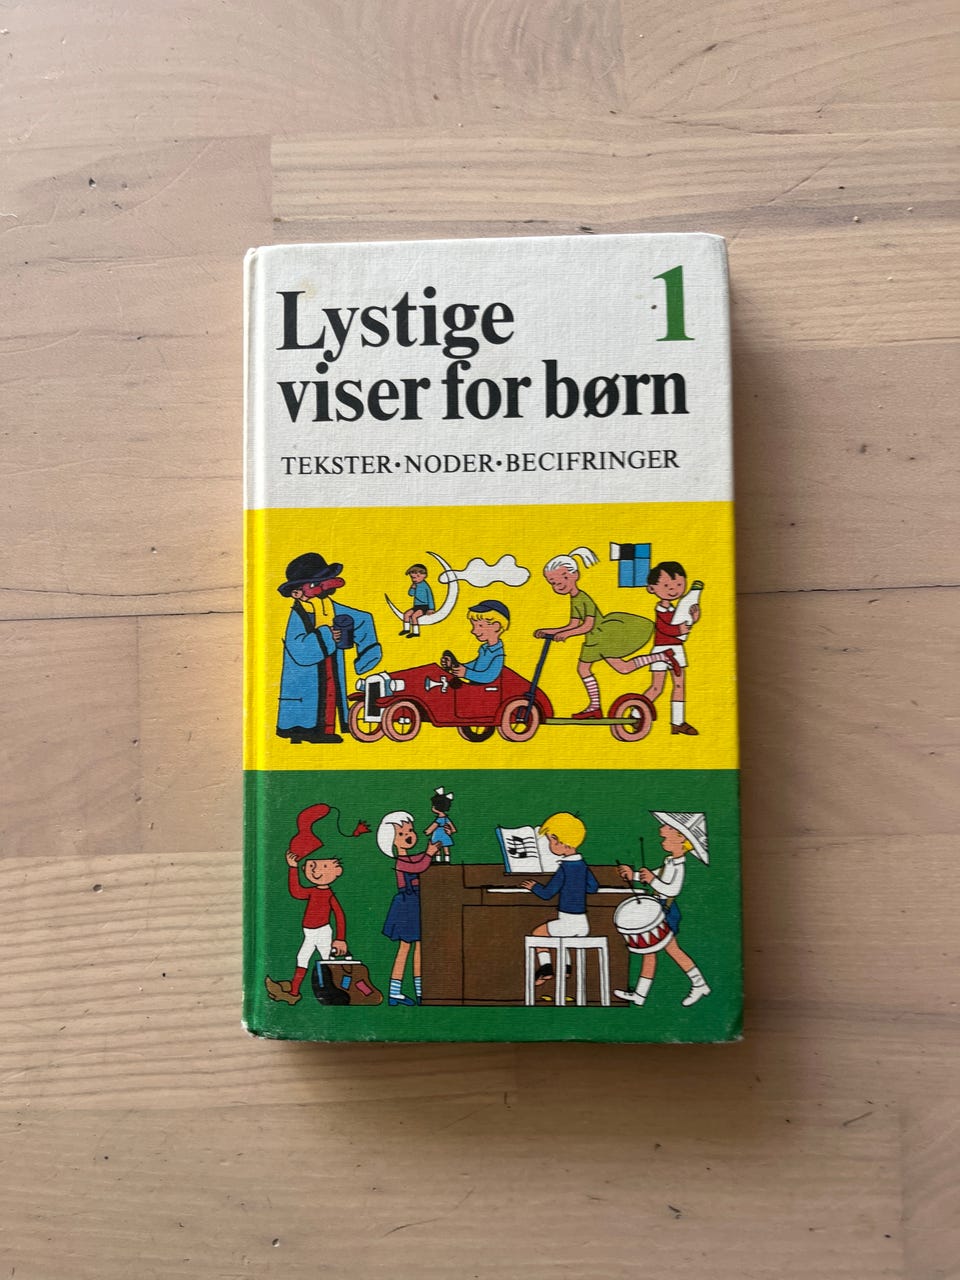 Lystige 1
viser for børn
TEKSTER•NODER•BECIFRINGER